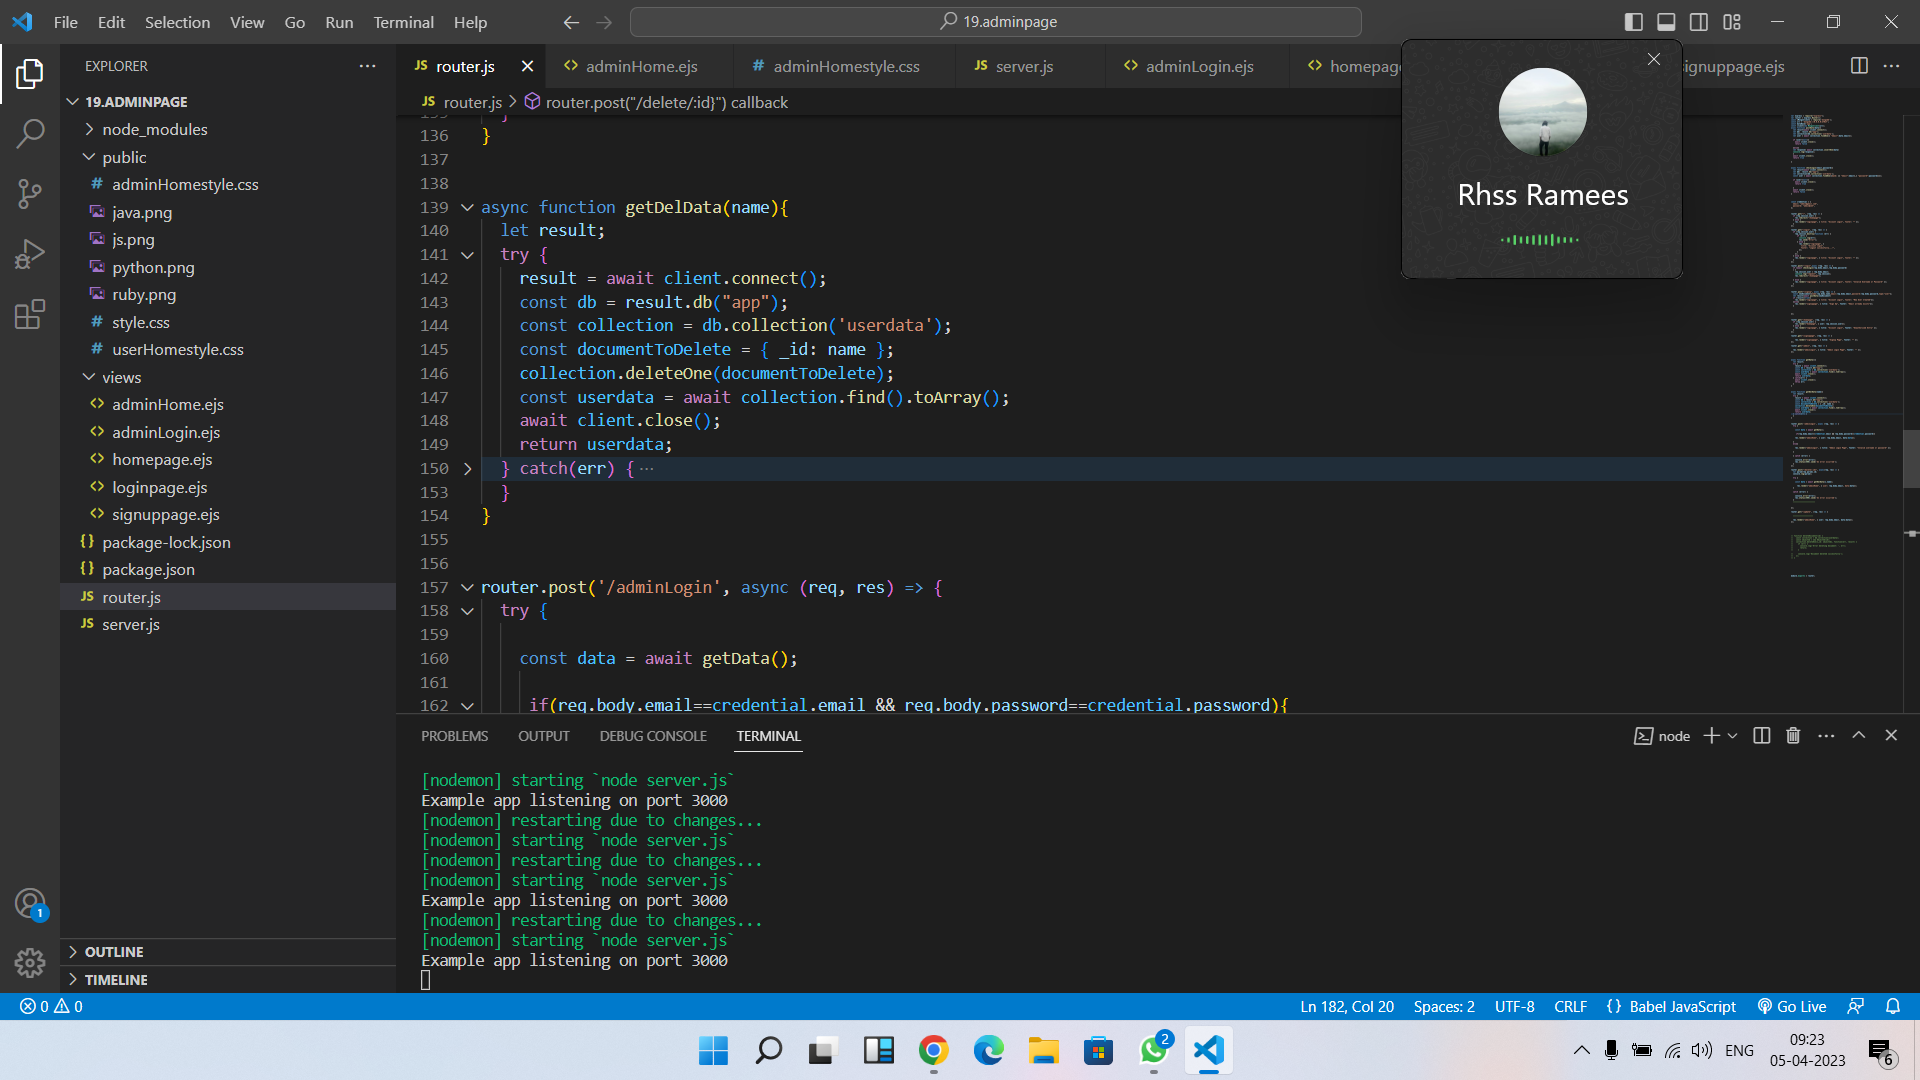 File Edit Selection View Go Run Terminal Help
19.adminpage
EXPLORER
19.ADMINPAGE
node_modules
public
# adminHomestyle.css
java.png
js.png
python.png
ruby.png
# style.css
# userHomestyle.css
views
<> adminHome.ejs
<> adminLogin.ejs
<> homepage.ejs
<> loginpage.ejs
<> signuppage.ejs
{} package-lock.json
{} package.json
JS router.js
JS server.js
OUTLINE
TIMELINE
1
JS router.js
<> adminHome.ejs
# adminHomestyle.css
JS server.js
<> adminLogin.ejs
<> homepag
signuppage.ejs
JS router.js > router.post("/delete/:id}") callback
Rhss Ramees
135 }
136 }
137
138
139 async function getDelData(name){
140 let result;
141 try {
142 result = await client.connect();
143 const db = result.db("app");
144 const collection = db.collection('userdata');
145 const documentToDelete = { _id: name };
146 collection.deleteOne(documentToDelete);
147 const userdata = await collection.find().toArray();
148 await client.close();
149 return userdata;
150 } catch(err) { ...
153 }
154 }
155
156
157 router.post('/adminLogin', async (req, res) => {
158 try {
159
160 const data = await getData();
161
162 if(req.body.email==credential.email && req.body.password==credential.password){
PROBLEMS OUTPUT DEBUG CONSOLE TERMINAL
node
[nodemon] starting `node server.js`
Example app listening on port 3000
[nodemon] restarting due to changes...
[nodemon] starting `node server.js`
[nodemon] restarting due to changes...
[nodemon] starting `node server.js`
Example app listening on port 3000
[nodemon] restarting due to changes...
[nodemon] starting `node server.js`
Example app listening on port 3000
0 0
Ln 182, Col 20 Spaces: 2 UTF-8 CRLF {} Babel JavaScript Go Live
2
ENG
09:23
05-04-2023
6